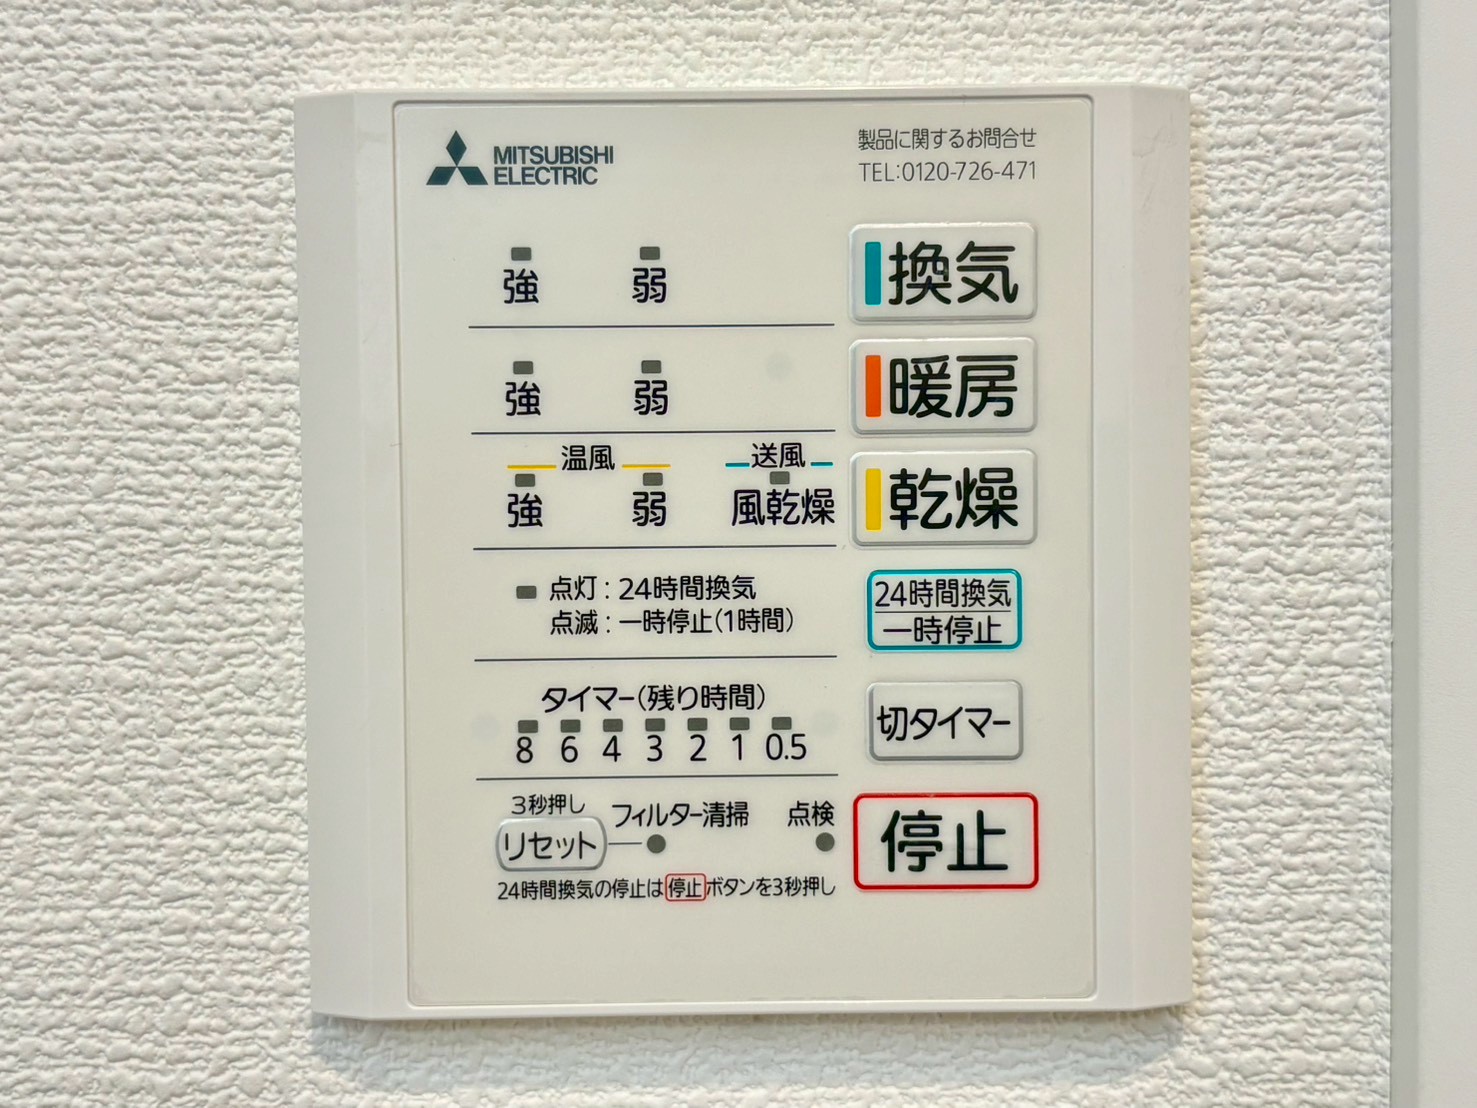 MITSUBISHI
ELECTRIC
製品に関するお問合せ
TEL:0120-726-471
強 弱 換気
強 弱 暖房
温風 送風
強 弱 風乾燥 乾燥
点灯：24時間換気
点滅：一時停止(1時間)
24時間換気
一時停止
タイマー(残り時間)
8 6 4 3 2 1 0.5
切タイマー
3秒押し
リセット フィルター清掃 点検
24時間換気の停止は停止ボタンを3秒押し
停止